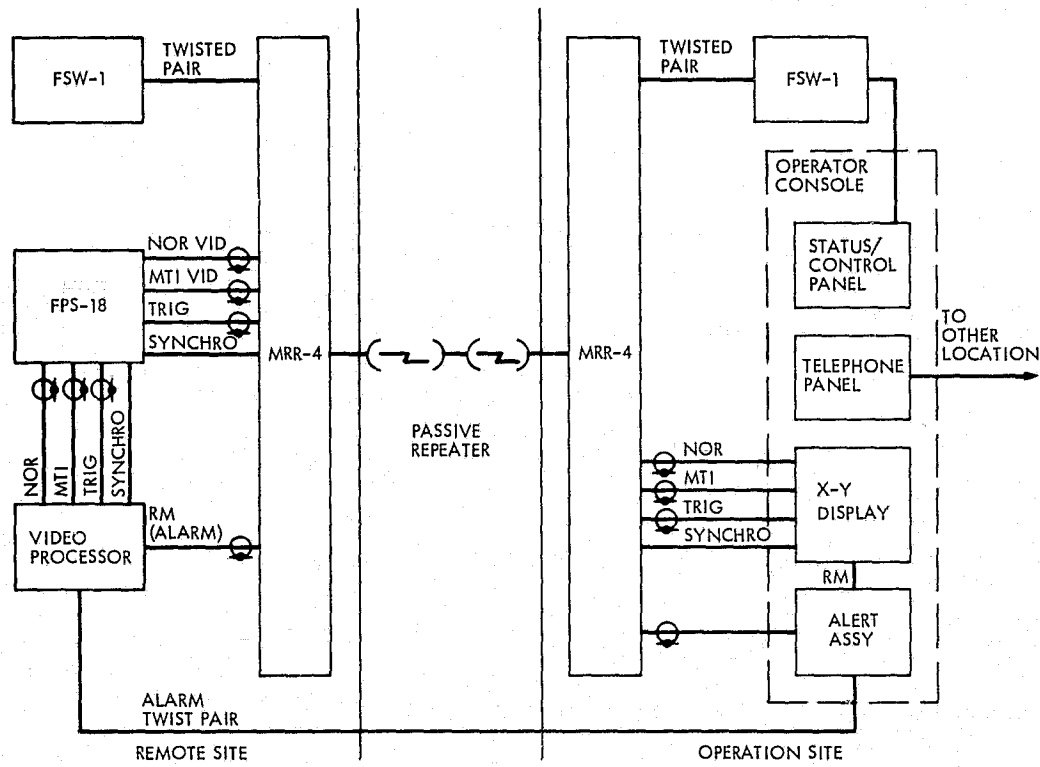 FSW-1
TWISTED
PAIR
TWISTED
PAIR
FSW-1
OPERATOR
CONSOLE
STATUS/
CONTROL
PANEL
NOR VID
MTI VID
TRIG
SYNCHRO
FPS-18
MRR-4
MRR-4
TO
OTHER
LOCATION
TELEPHONE
PANEL
PASSIVE
REPEATER
NOR
MTI
TRIG
SYNCHRO
NOR
MTI
TRIG
SYNCHRO
X-Y
DISPLAY
RM
(ALARM)
VIDEO
PROCESSOR
RM
ALERT
ASSY
ALARM
TWIST PAIR
REMOTE SITE
OPERATION SITE